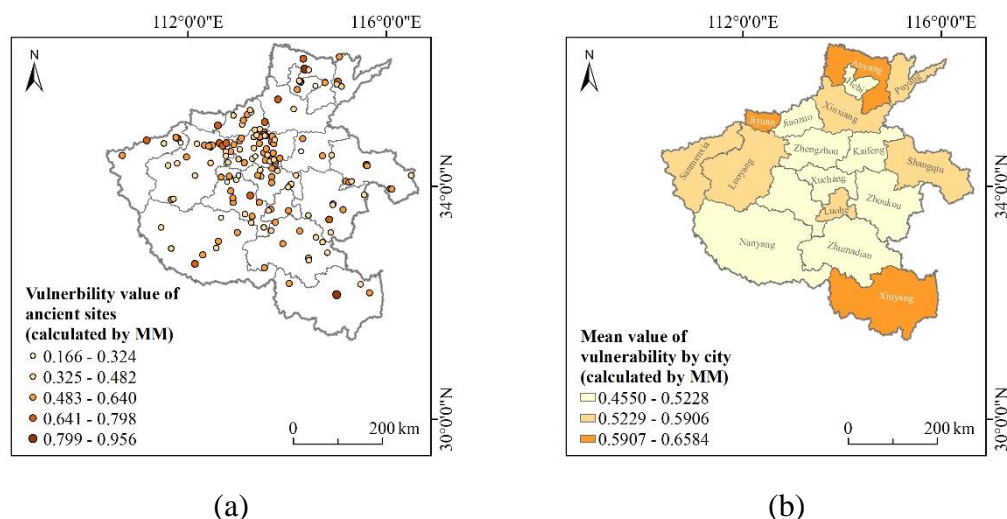 112°0'0"E
116°0'0"E
N
34°0'0"N
30°0'0"N
Vulnerbility value of
ancient sites
(calculated by MM)
0.166 - 0.324
0.325 - 0.482
0.483 - 0.640
0.641 - 0.798
0.799 - 0.956
0
200 km
(a)
112°0'0"E
116°0'0"E
N
34°0'0"N
30°0'0"N
Anyang
Hebi
Puyang
Jiyuan
Jiaozuo
Xinxiang
Sanmenxia
Luoyang
Zhengzhou
Kaifeng
Shangqiu
Xuchang
Zhoukou
Luohe
Nanyang
Zhumadian
Xinyang
Mean value of
vulnerability by city
(calculated by MM)
0.4550 - 0.5228
0.5229 - 0.5906
0.5907 - 0.6584
0
200 km
(b)